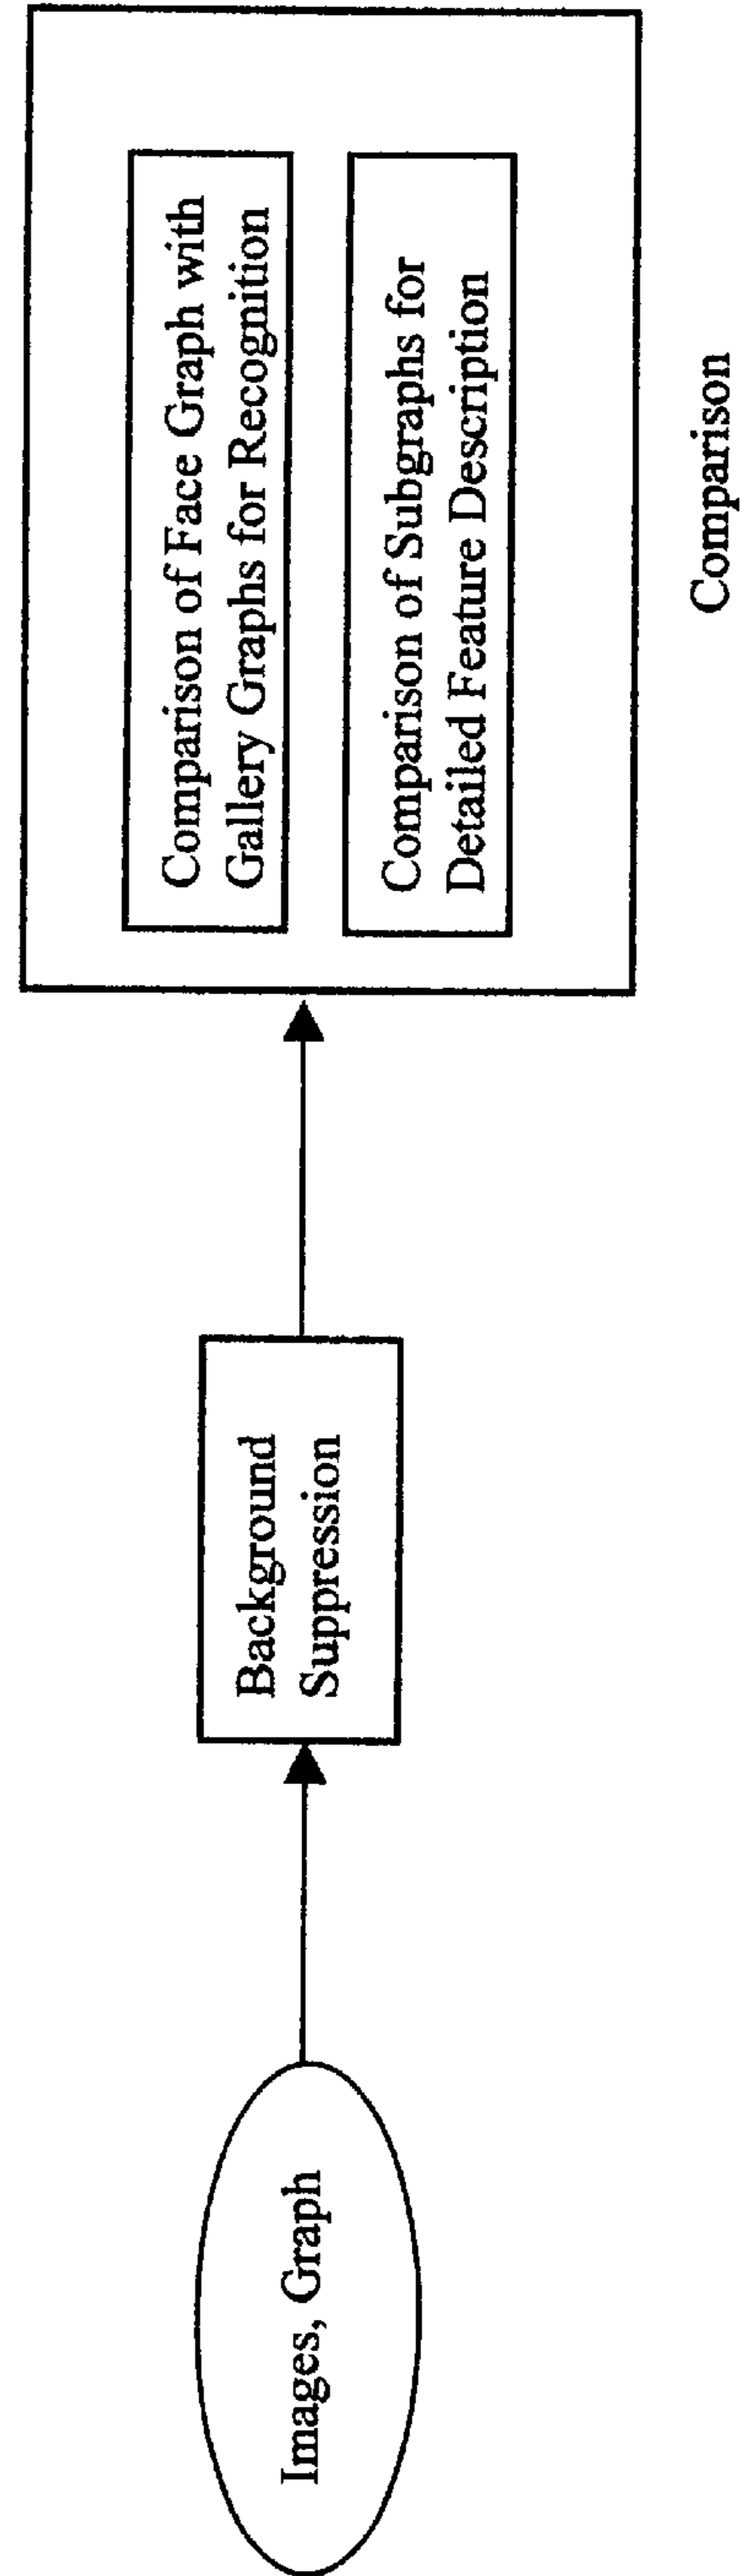 Images, Graph
Background
Suppression
Comparison of Face Graph with
Gallery Graphs for Recognition
Comparison of Subgraphs for
Detailed Feature Description
Comparison